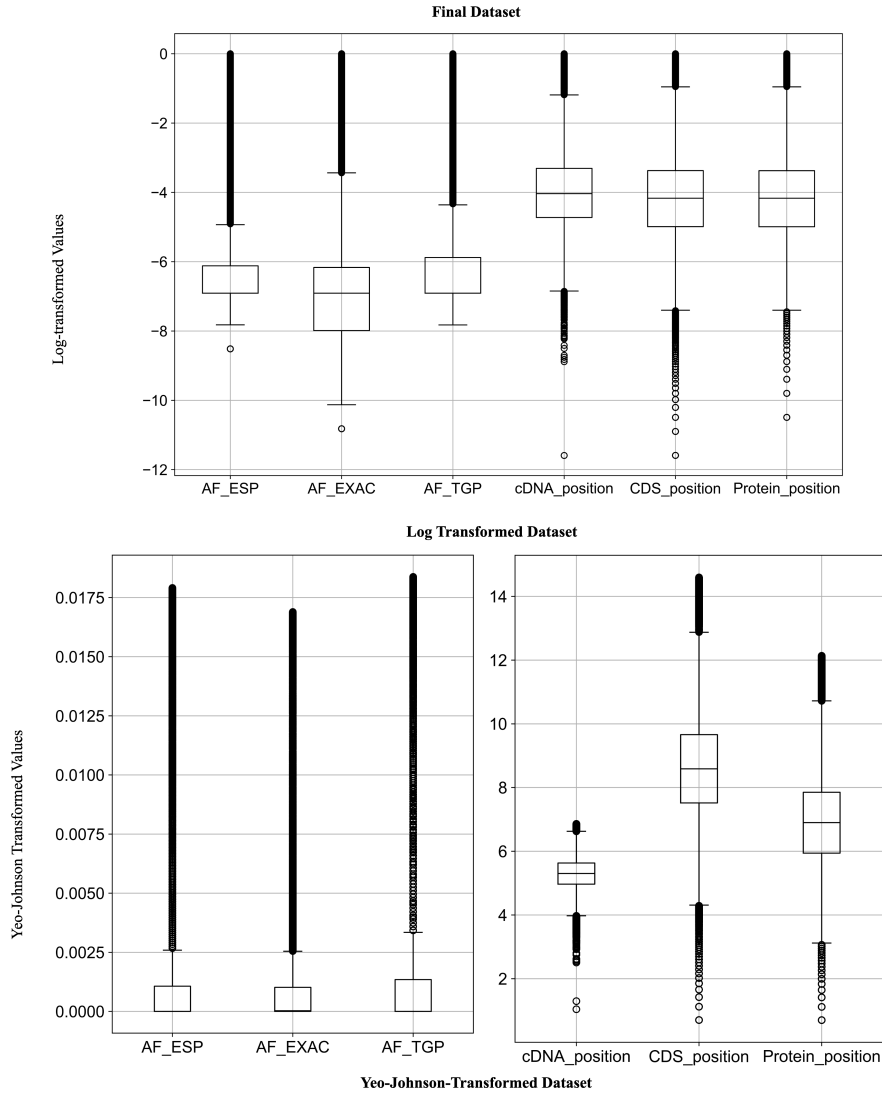 Final Dataset
Log-transformed Values
0
−2
−4
−6
−8
−10
−12
AF_ESP AF_EXAC AF_TGP cDNA_position CDS_position Protein_position
Log Transformed Dataset
Yeo-Johnson Transformed Values
0.0175
0.0150
0.0125
0.0100
0.0075
0.0050
0.0025
0.0000
AF_ESP AF_EXAC AF_TGP
14
12
10
8
6
4
2
cDNA_position CDS_position Protein_position
Yeo-Johnson-Transformed Dataset